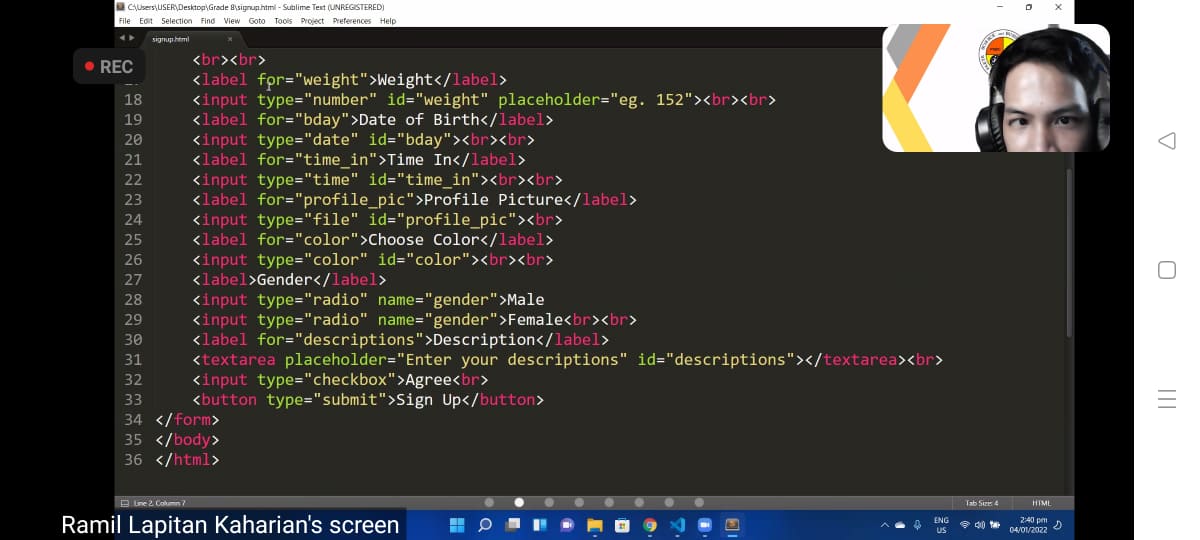 C:\Users\USER\Desktop\Grade 8\signup.html - Sublime Text (UNREGISTERED)
File Edit Selection Find View Goto Tools Project Preferences Help
signup.html
REC
<br><br>
<label for="weight">Weight</label>
18 <input type="number" id="weight" placeholder="eg. 152"><br><br>
19 <label for="bday">Date of Birth</label>
20 <input type="date" id="bday"><br><br>
21 <label for="time_in">Time In</label>
22 <input type="time" id="time_in"><br><br>
23 <label for="profile_pic">Profile Picture</label>
24 <input type="file" id="profile_pic"><br>
25 <label for="color">Choose Color</label>
26 <input type="color" id="color"><br><br>
27 <label>Gender</label>
28 <input type="radio" name="gender">Male
29 <input type="radio" name="gender">Female<br><br>
30 <label for="descriptions">Description</label>
31 <textarea placeholder="Enter your descriptions" id="descriptions"></textarea><br>
32 <input type="checkbox">Agree<br>
33 <button type="submit">Sign Up</button>
34 </form>
35 </body>
36 </html>
Line 2, Column 7 Tab Size: 4 HTML
Ramil Lapitan Kaharian's screen
ENG US
2:40 pm
04/01/2022